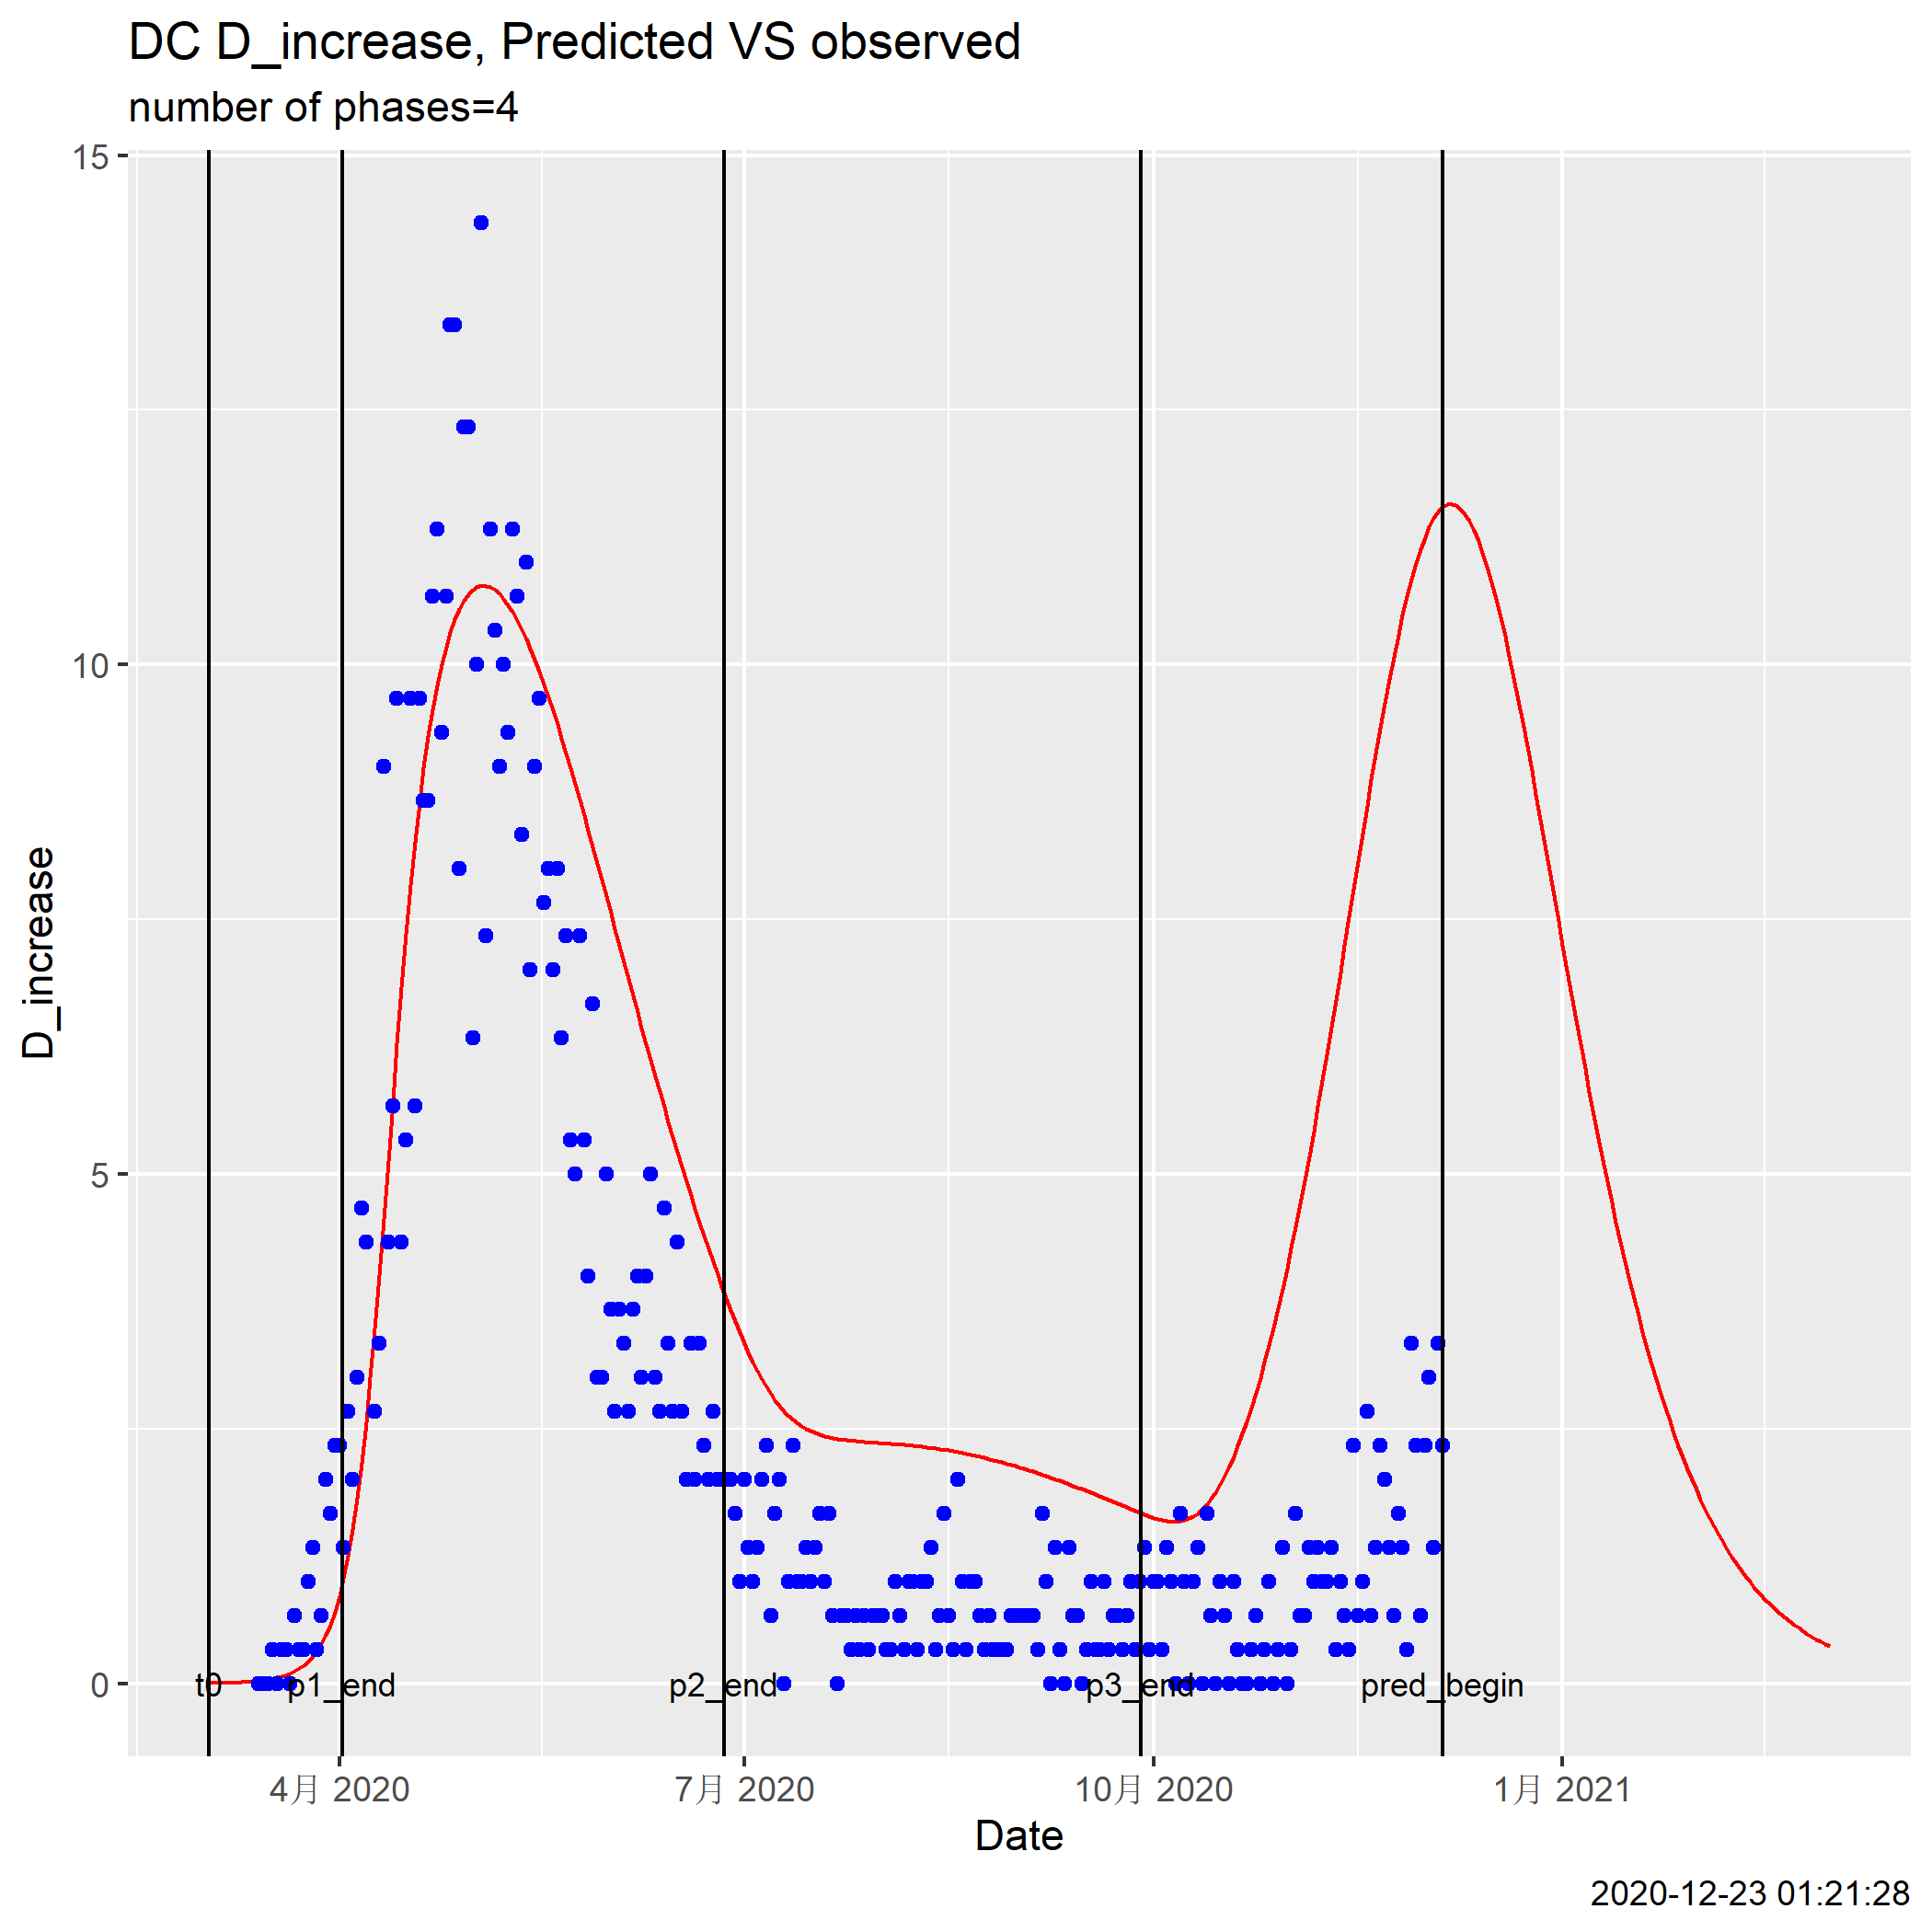 DC D_increase, Predicted VS observed
number of phases=4
15
10
5
0
D_increase
t0
p1_end
p2_end
p3_end
pred_begin
4月 2020
7月 2020
10月 2020
1月 2021
Date
2020-12-23 01:21:28